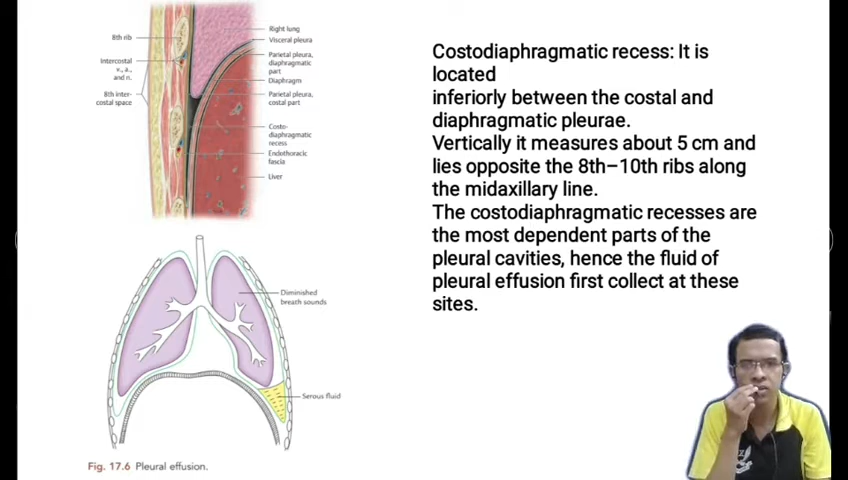 8th rib
Intercostal
v., a.,
and n.
8th inter-
costal space
Right lung
Visceral pleura
Parietal pleura,
diaphragmatic
part
Diaphragm
Parietal pleura,
costal part
Costo-
diaphragmatic
recess
Endothoracic
fascia
Liver
Diminished
breath sounds
Serous fluid
Fig. 17.6 Pleural effusion.
Costodiaphragmatic recess: It is
located
inferiorly between the costal and
diaphragmatic pleurae.
Vertically it measures about 5 cm and
lies opposite the 8th–10th ribs along
the midaxillary line.
The costodiaphragmatic recesses are
the most dependent parts of the
pleural cavities, hence the fluid of
pleural effusion first collect at these
sites.